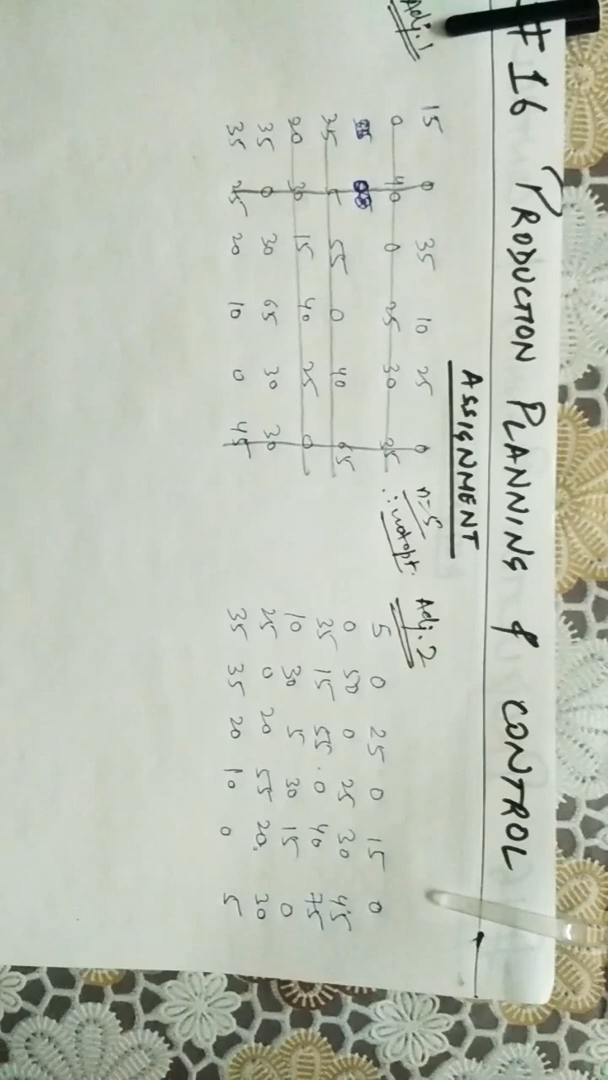 # 16 PRODUCTION PLANNING & CONTROL
ASSIGNMENT
Adj. 1
n=5
∴ not opt.
15 0 35 10 25 0
0 40 0 25 30 35
35 5 55 0 40 65
20 30 15 40 25 0
35 0 30 65 30 30
35 25 20 10 0 45
Adj. 2
5 0 25 0 15 0
0 50 0 25 30 45
35 15 55 0 40 75
10 30 5 30 15 0
25 0 20 55 20 30
35 35 20 10 0 5